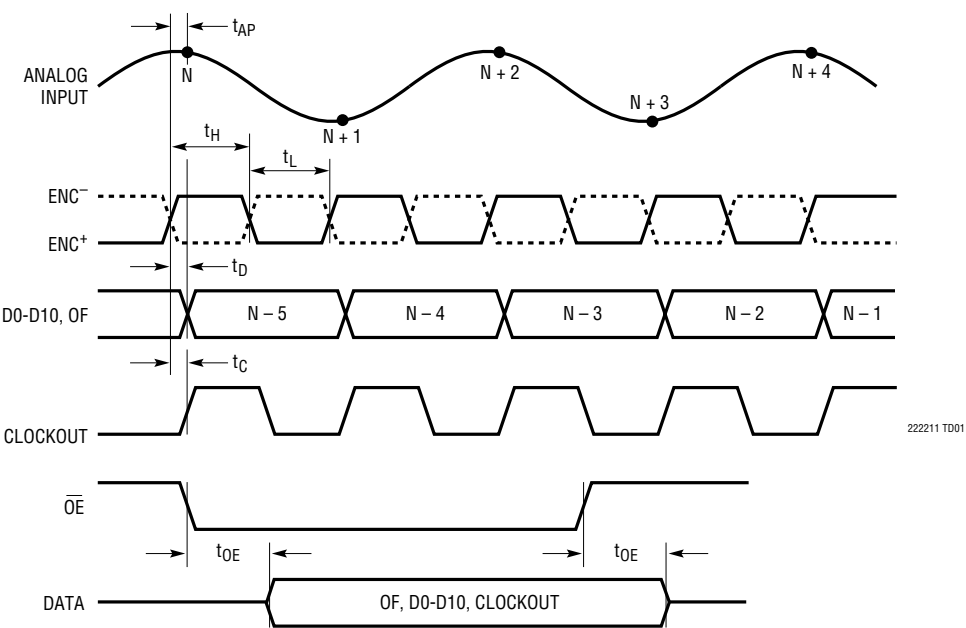 tAP
ANALOG
INPUT
N
N + 1
N + 2
N + 3
N + 4
tH
tL
ENC–
ENC+
tD
D0-D10, OF
N – 5
N – 4
N – 3
N – 2
N – 1
tC
CLOCKOUT
222211 TD01
OE
tOE
tOE
DATA
OF, D0-D10, CLOCKOUT